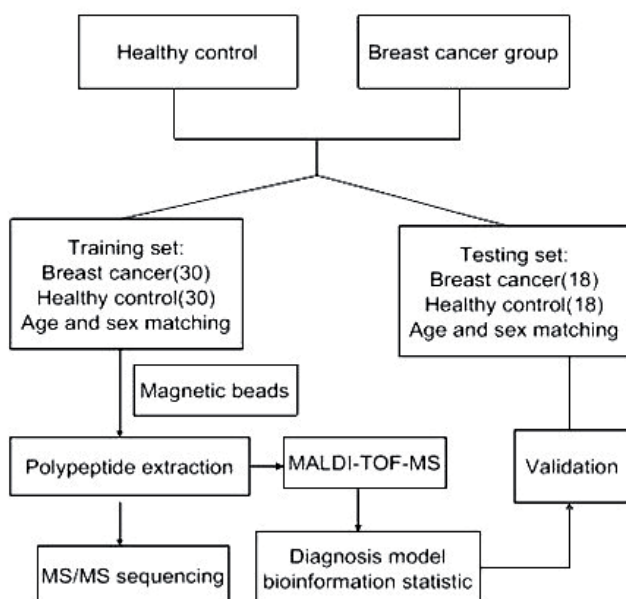 Healthy control
Breast cancer group
Training set:
Breast cancer(30)
Healthy control(30)
Age and sex matching
Testing set:
Breast cancer(18)
Healthy control(18)
Age and sex matching
Magnetic beads
Polypeptide extraction
MALDI-TOF-MS
Validation
MS/MS sequencing
Diagnosis model
bioinformation statistic